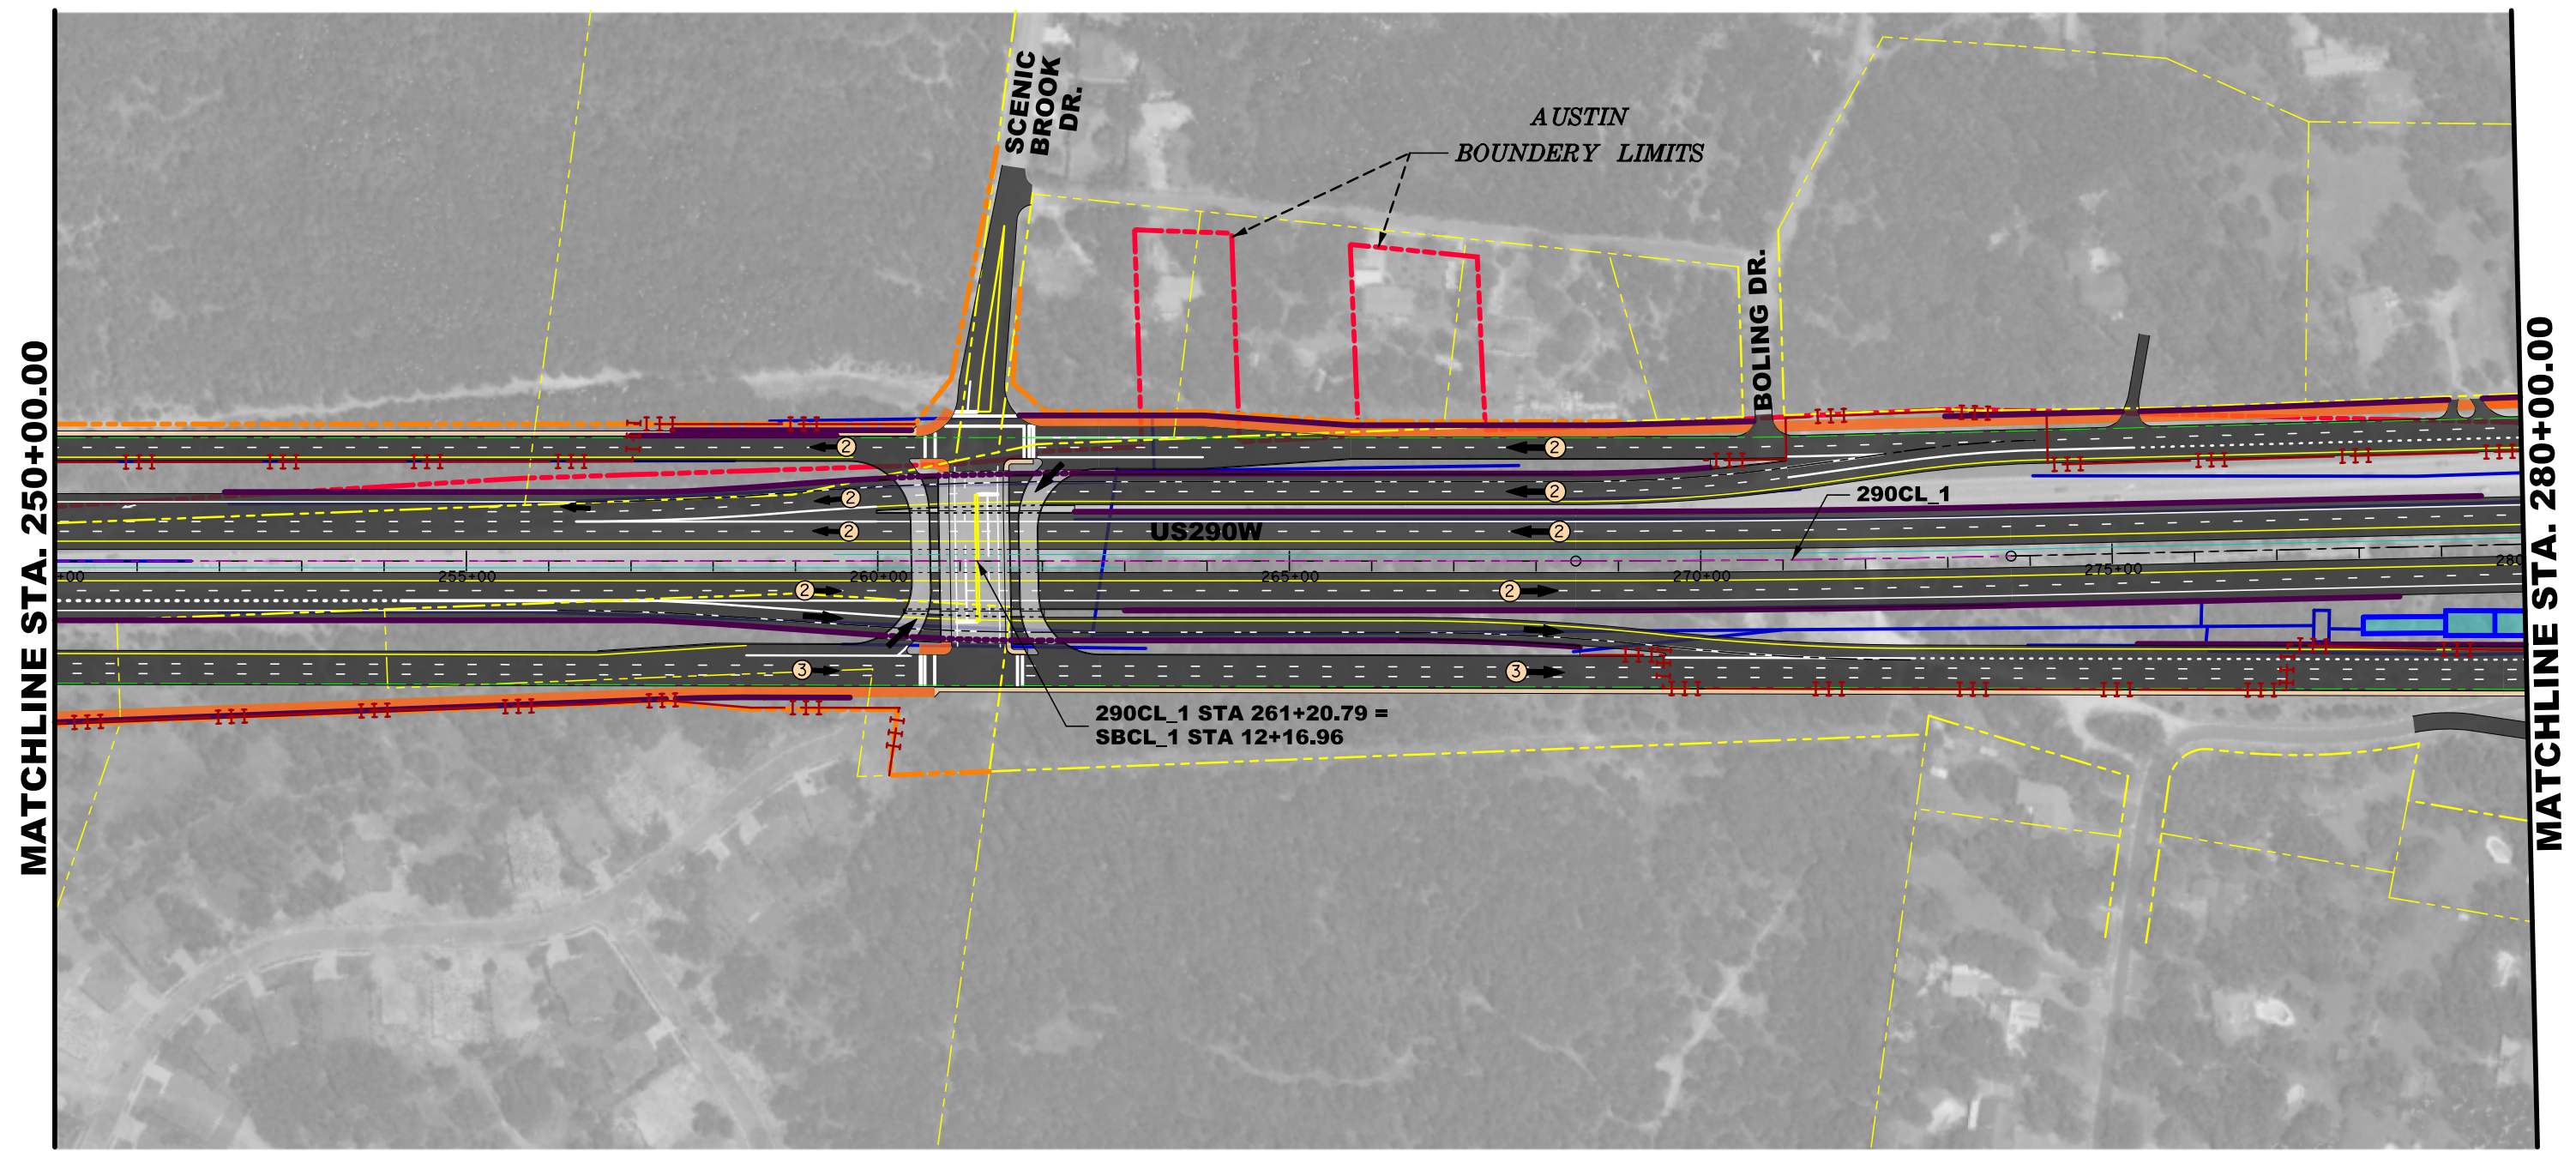 SCENIC
BROOK
DR.
AUSTIN
BOUNDERY LIMITS
BOLING DR.
MATCHLINE STA. 250+00.00
MATCHLINE STA. 280+00.00
2
2
2
2
2
2
290CL_1
US290W
+00
255+00
260+00
265+00
270+00
275+00
280
2
2
3
3
290CL_1 STA 261+20.79 =
SBCL_1 STA 12+16.96